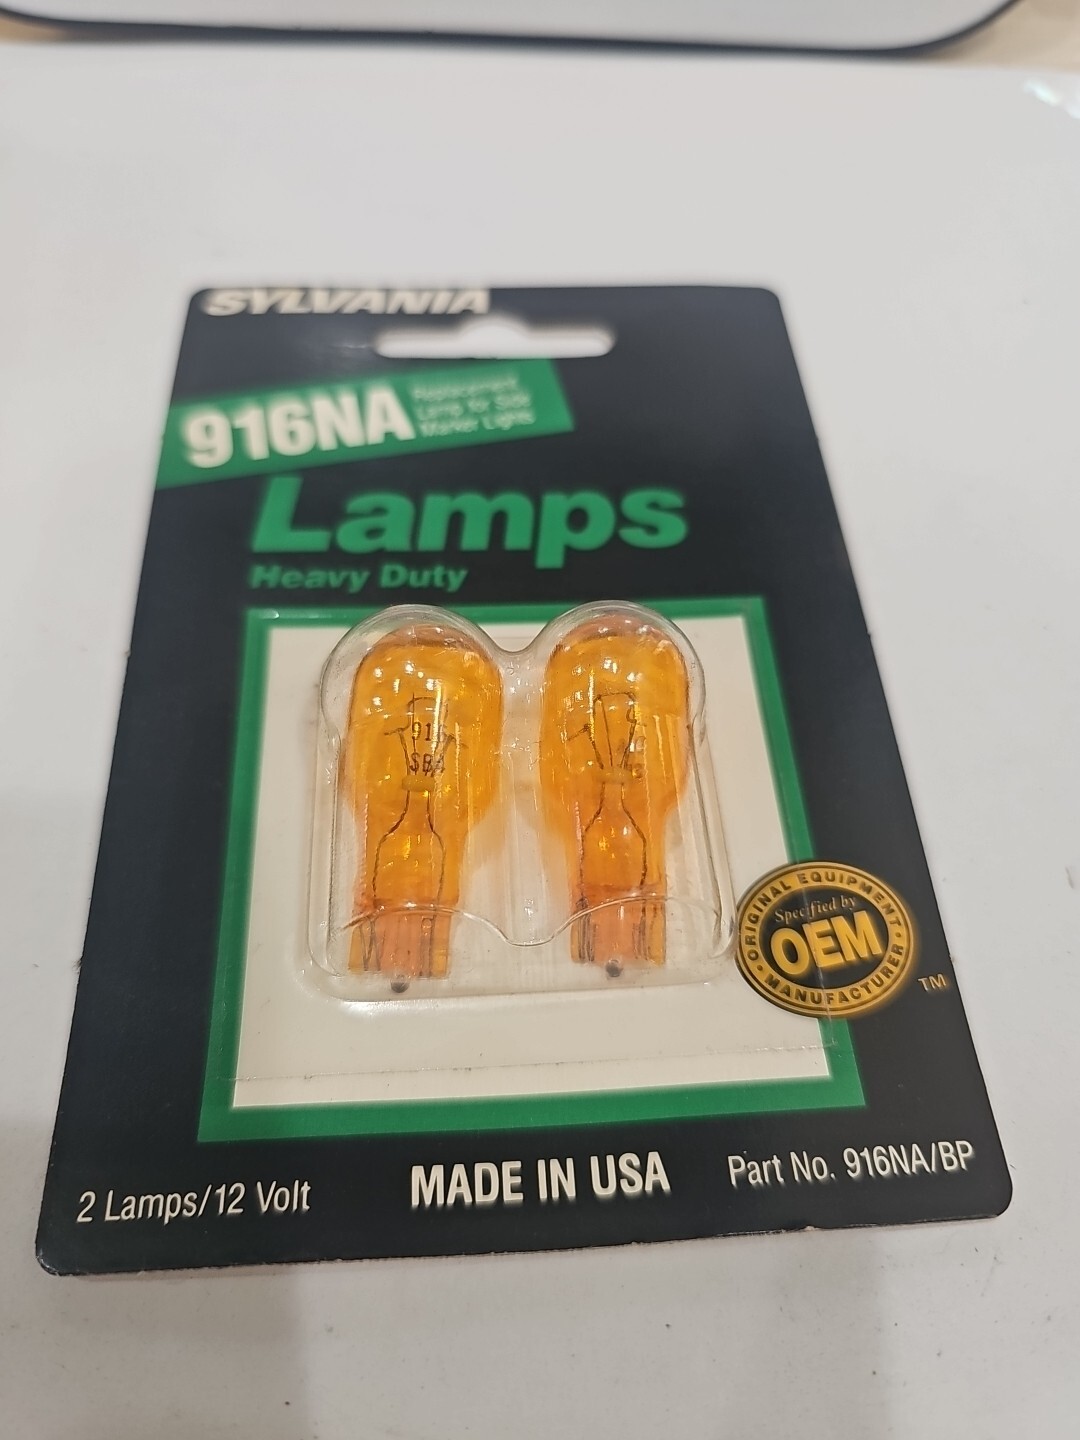 SYLVANIA
916NA
Replacement
Lamp for Side
Marker Lights
Lamps
Heavy Duty
916
ORIGINAL EQUIPMENT
Specified by
OEM
MANUFACTURER
TM
2 Lamps/12 Volt
MADE IN USA
Part No. 916NA/BP